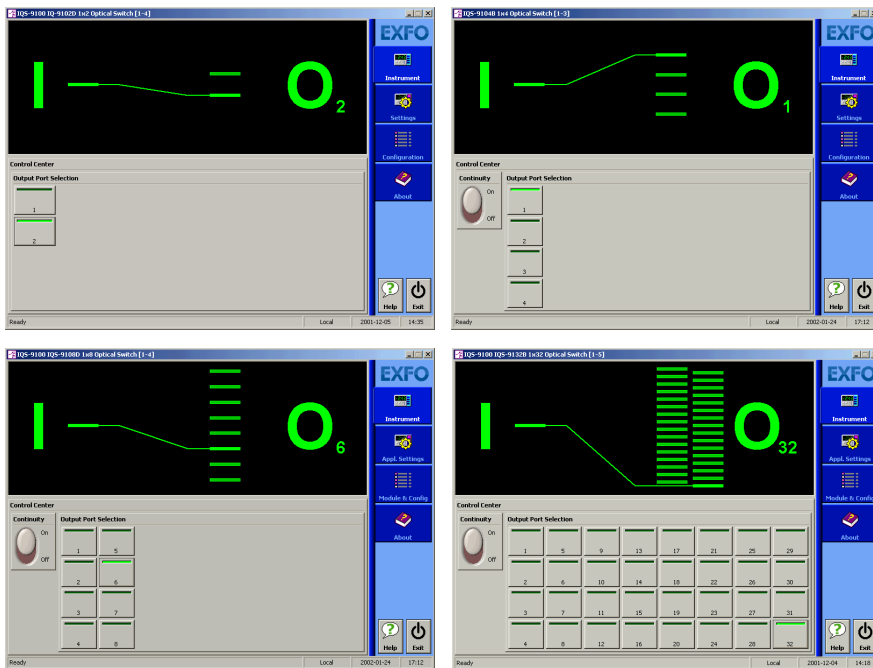 IQS-9100 IQ-9102D 1x2 Optical Switch [1-4]
EXFO
I O 2
Instrument
Settings
Configuration
About
Control Center
Output Port Selection
1
2
Help Exit
Ready Local 2001-12-05 14:35
IQS-9104B 1x4 Optical Switch [1-3]
EXFO
I O 1
Instrument
Settings
Configuration
About
Control Center
Continuity Output Port Selection
On
Off
1
2
3
4
Help Exit
Ready Local 2002-01-24 17:12
IQS-9100 IQS-9108D 1x8 Optical Switch [1-4]
EXFO
I O 6
Instrument
Appl. Settings
Module & Config
About
Control Center
Continuity Output Port Selection
On
Off
1 5
2 6
3 7
4 8
Help Exit
Ready Local 2002-01-24 17:12
IQS-9100 IQS-9132B 1x32 Optical Switch [1-5]
EXFO
I O 32
Instrument
Appl. Settings
Module & Config
About
Control Center
Continuity Output Port Selection
On
Off
1 5 9 13 17 21 25 29
2 6 10 14 18 22 26 30
3 7 11 15 19 23 27 31
4 8 12 16 20 24 28 32
Help Exit
Ready Local 2001-12-04 14:18